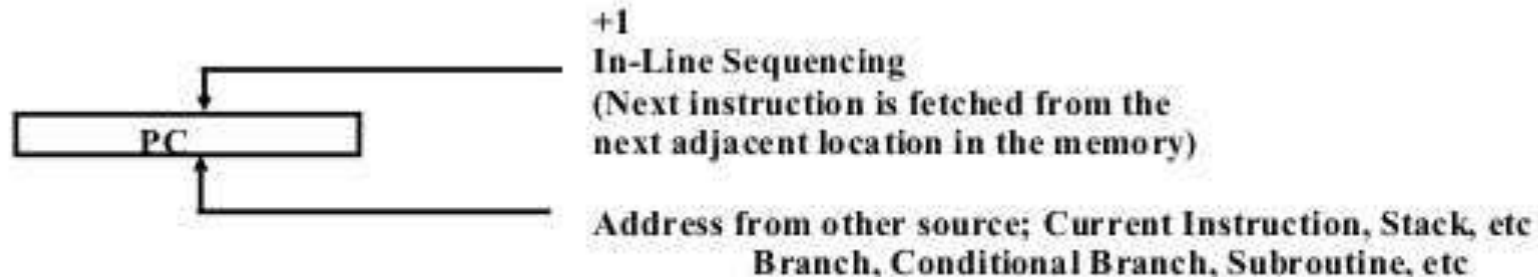 +1
In-Line Sequencing
(Next instruction is fetched from the
PC
next adjacent location in the memory)
Address from other source; Current Instruction, Stack, etc
Branch, Conditional Branch, Subroutine, etc